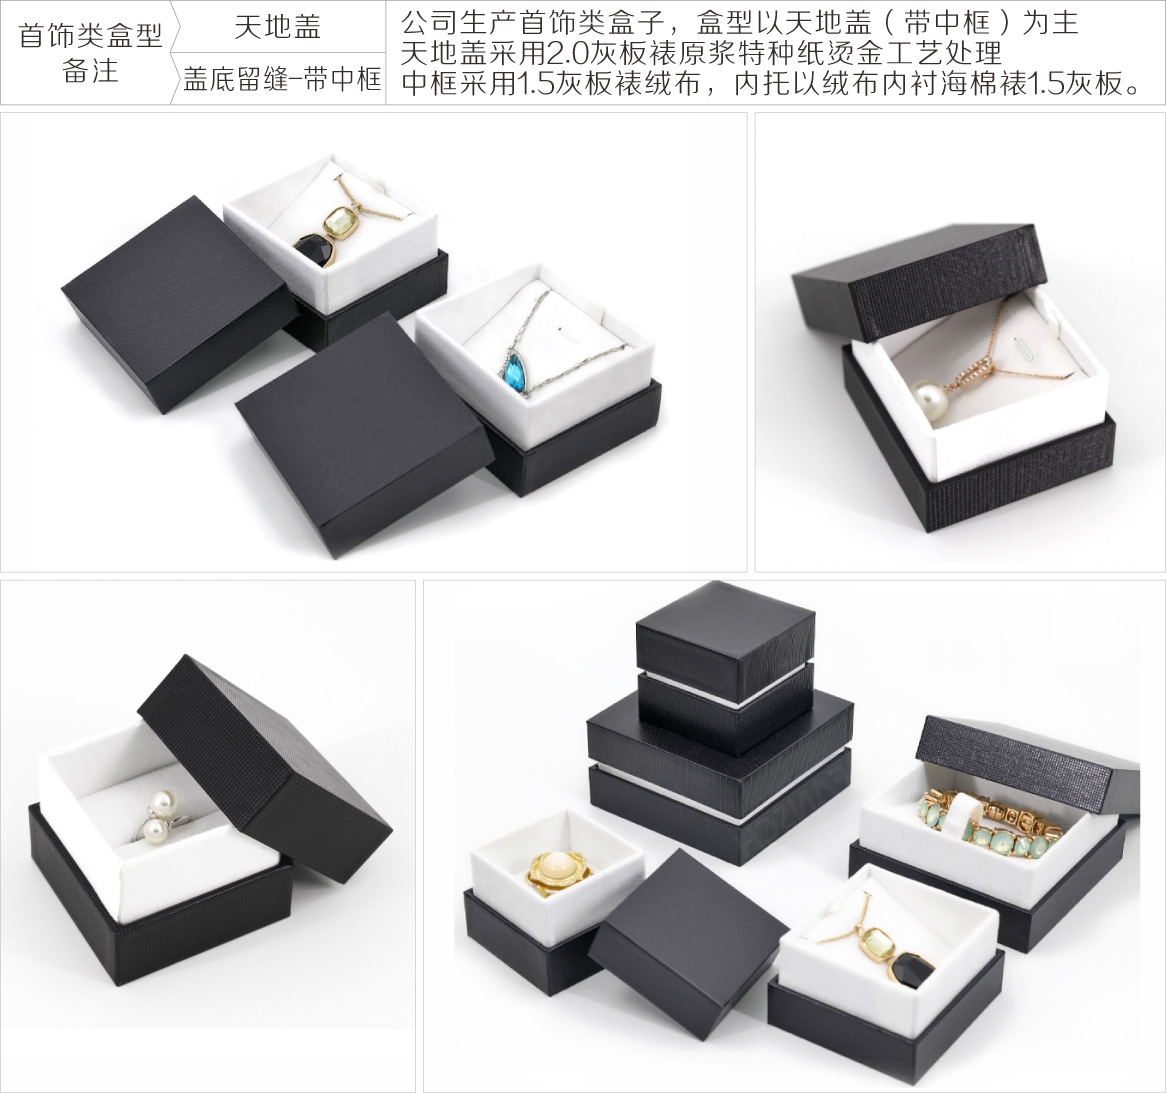 首饰类盒型
备注
天地盖
盖底留缝-带中框
公司生产首饰类盒子，盒型以天地盖（带中框）为主
天地盖采用2.0灰板裱原浆特种纸烫金工艺处理
中框采用1.5灰板裱绒布，内托以绒布内衬海棉裱1.5灰板。